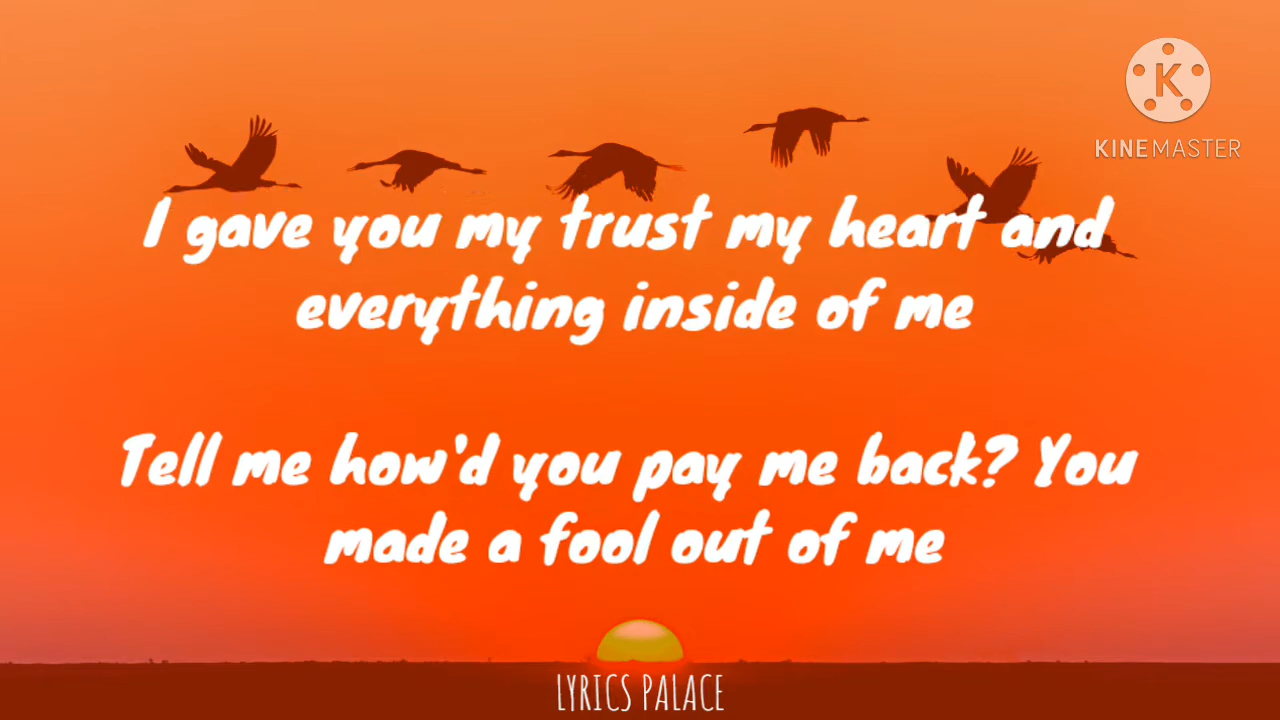 K
KINEMASTER
I gave you my trust my heart and
everything inside of me
Tell me how'd you pay me back? You
made a fool out of me
LYRICS PALACE